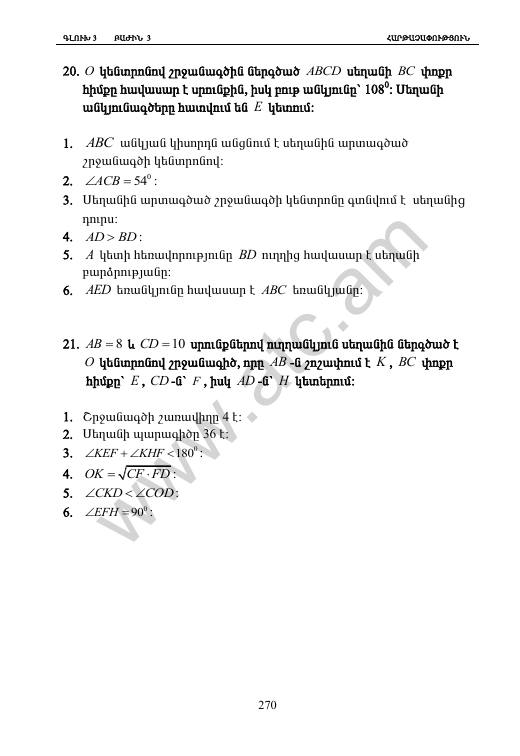 ԳԼՈՒԽ 3 ԲԱԺԻՆ 3 ՀԱՐԹԱՉԱՓՈՒԹՅՈՒՆ
20. O կենտրոնով շրջանագծին ներգծած ABCD սեղանի BC փոքր
հիմքը հավասար է սրունքին, իսկ բութ անկյունը՝ 108⁰: Սեղանի
անկյունագծերը հատվում են E կետում:
1. ABC անկյան կիսորդն անցնում է սեղանին արտագծած
շրջանագծի կենտրոնով:
2. ∠ACB = 54⁰ :
3. Սեղանին արտագծած շրջանագծի կենտրոնը գտնվում է սեղանից
դուրս:
4. AD > BD :
5. A կետի հեռավորությունը BD ուղղից հավասար է սեղանի
բարձրությանը:
6. AED եռանկյունը հավասար է ABC եռանկյանը:
21. AB = 8 և CD = 10 սրունքներով ուղղանկյուն սեղանին ներգծած է
O կենտրոնով շրջանագիծ, որը AB -ն շոշափում է K , BC փոքր
հիմքը՝ E , CD -ն՝ F , իսկ AD -ն՝ H կետերում:
1. Շրջանագծի շառավիղը 4 է:
2. Սեղանի պարագիծը 36 է:
3. ∠KEF + ∠KHF < 180⁰ :
4. OK = √CF · FD :
5. ∠CKD < ∠COD :
6. ∠EFH = 90⁰ :
www.atc.am
270